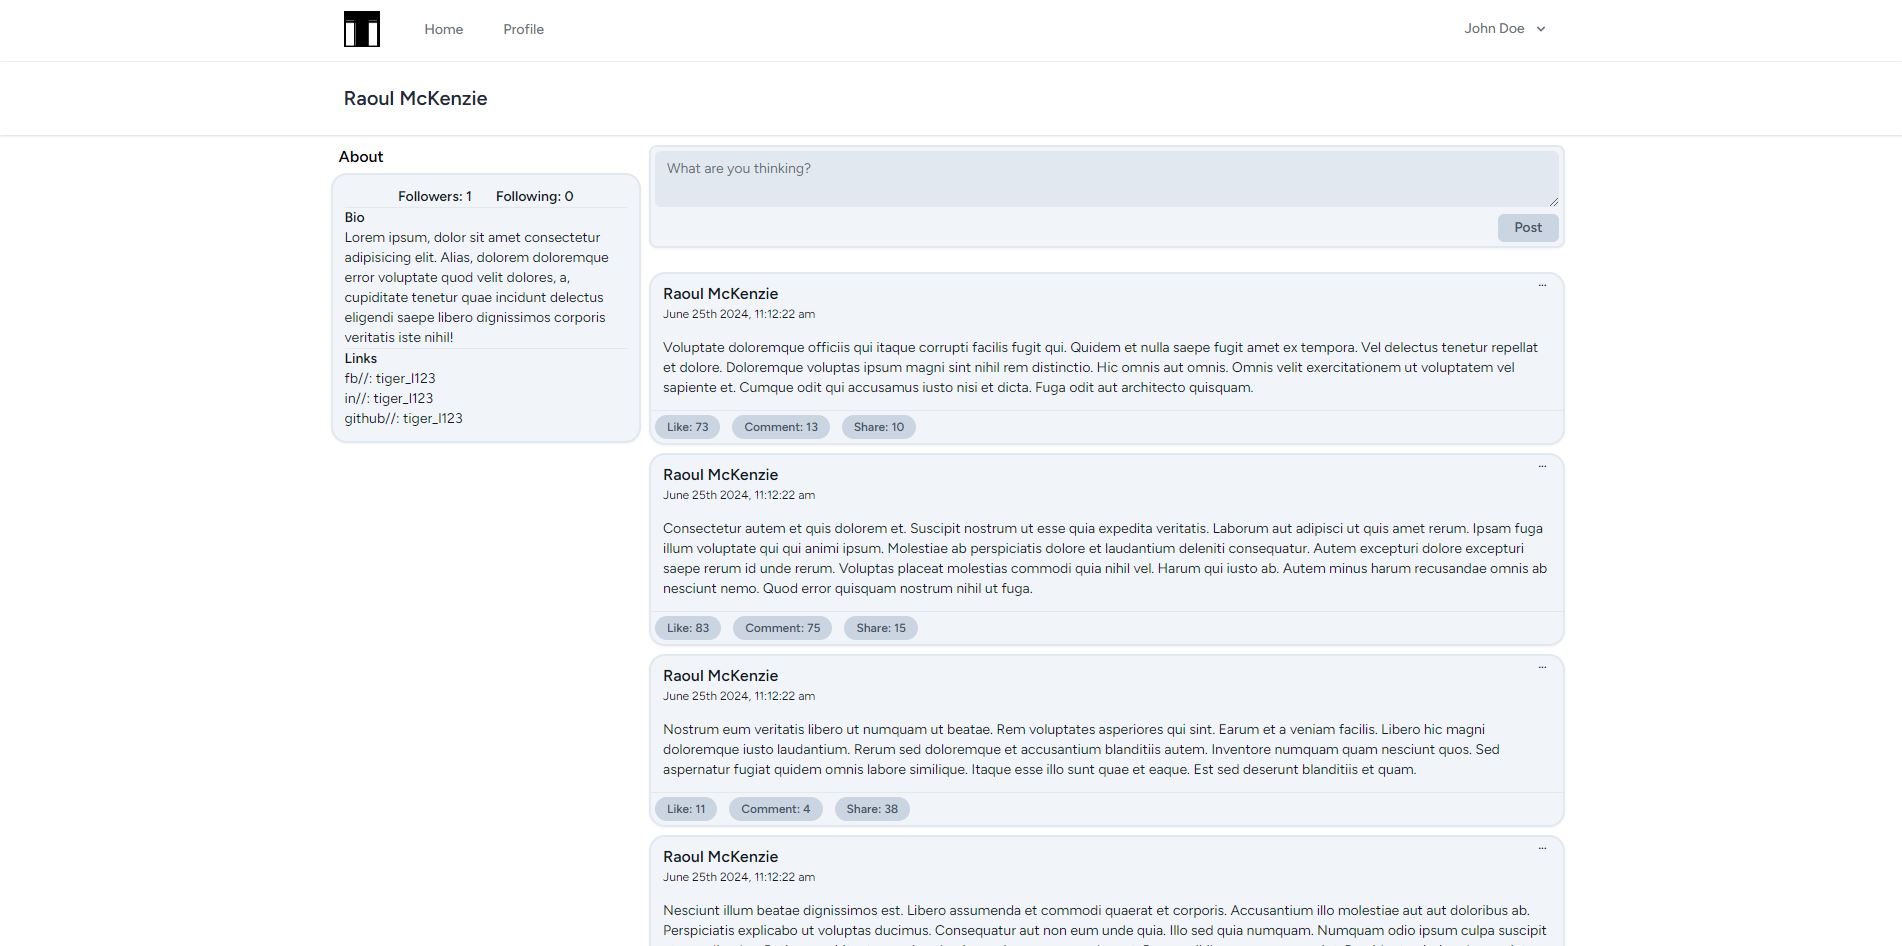 Home Profile John Doe
Raoul McKenzie
About
Followers: 1 Following: 0
Bio
Lorem ipsum, dolor sit amet consectetur
adipisicing elit. Alias, dolorem doloremque
error voluptate quod velit dolores, a,
cupiditate tenetur quae incidunt delectus
eligendi saepe libero dignissimos corporis
veritatis iste nihil!
Links
fb//: tiger_l123
in//: tiger_l123
github//: tiger_l123
What are you thinking?
Post
Raoul McKenzie
...
June 25th 2024, 11:12:22 am
Voluptate doloremque officiis qui itaque corrupti facilis fugit qui. Quidem et nulla saepe fugit amet ex tempora. Vel delectus tenetur repellat
et dolore. Doloremque voluptas ipsum magni sint nihil rem distinctio. Hic omnis aut omnis. Omnis velit exercitationem ut voluptatem vel
sapiente et. Cumque odit qui accusamus iusto nisi et dicta. Fuga odit aut architecto quisquam.
Like: 73 Comment: 13 Share: 10
Raoul McKenzie
...
June 25th 2024, 11:12:22 am
Consectetur autem et quis dolorem et. Suscipit nostrum ut esse quia expedita veritatis. Laborum aut adipisci ut quis amet rerum. Ipsam fuga
illum voluptate qui qui animi ipsum. Molestiae ab perspiciatis dolore et laudantium deleniti consequatur. Autem excepturi dolore excepturi
saepe rerum id unde rerum. Voluptas placeat molestias commodi quia nihil vel. Harum qui iusto ab. Autem minus harum recusandae omnis ab
nesciunt nemo. Quod error quisquam nostrum nihil ut fuga.
Like: 83 Comment: 75 Share: 15
Raoul McKenzie
...
June 25th 2024, 11:12:22 am
Nostrum eum veritatis libero ut numquam ut beatae. Rem voluptates asperiores qui sint. Earum et a veniam facilis. Libero hic magni
doloremque iusto laudantium. Rerum sed doloremque et accusantium blanditiis autem. Inventore numquam quam nesciunt quos. Sed
aspernatur fugiat quidem omnis labore similique. Itaque esse illo sunt quae et eaque. Est sed deserunt blanditiis et quam.
Like: 11 Comment: 4 Share: 38
Raoul McKenzie
...
June 25th 2024, 11:12:22 am
Nesciunt illum beatae dignissimos est. Libero assumenda et commodi quaerat et corporis. Accusantium illo molestiae aut aut doloribus ab.
Perspiciatis explicabo ut voluptas ducimus. Consequatur aut non eum unde quia. Illo sed quia numquam. Numquam odio ipsum culpa suscipit